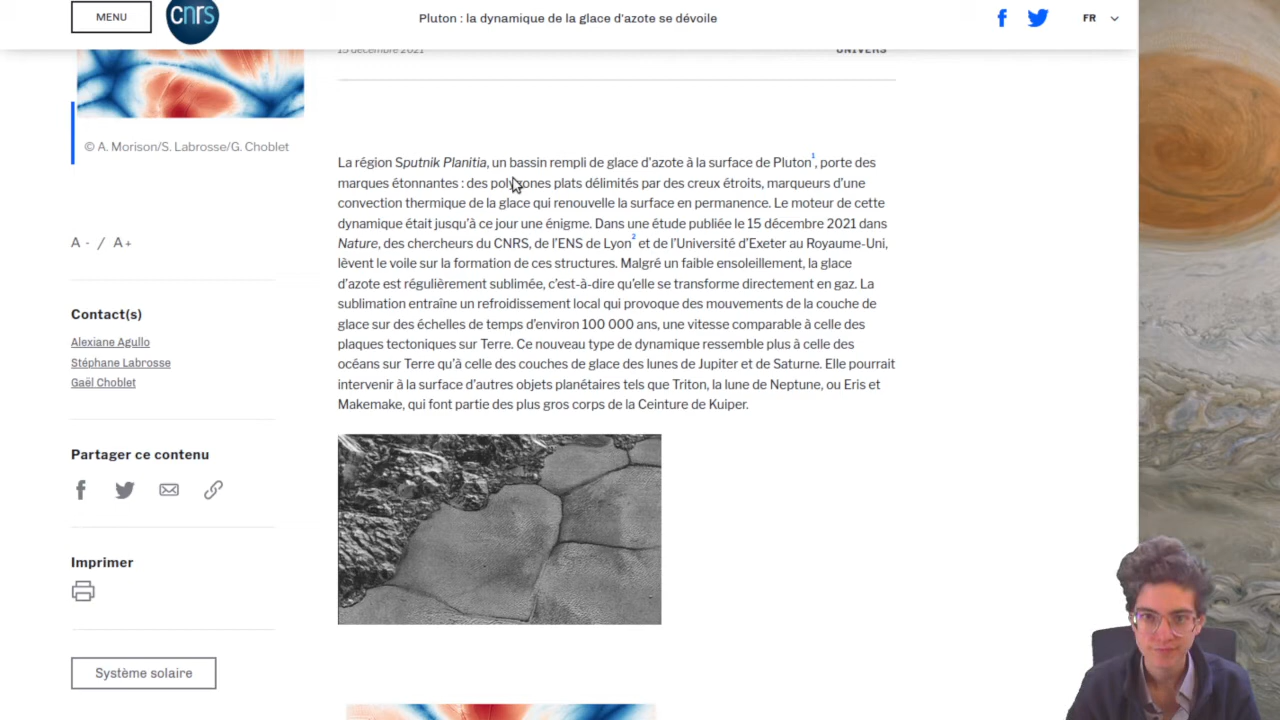 MENU
cnrs
Pluton : la dynamique de la glace d'azote se dévoile
FR
15 décembre 2021
UNIVERS
© A. Morison/S. Labrosse/G. Choblet
La région Sputnik Planitia, un bassin rempli de glace d'azote à la surface de Pluton1, porte des
marques étonnantes : des polygones plats délimités par des creux étroits, marqueurs d'une
convection thermique de la glace qui renouvelle la surface en permanence. Le moteur de cette
dynamique était jusqu'à ce jour une énigme. Dans une étude publiée le 15 décembre 2021 dans
Nature, des chercheurs du CNRS, de l'ENS de Lyon2 et de l'Université d'Exeter au Royaume-Uni,
lèvent le voile sur la formation de ces structures. Malgré un faible ensoleillement, la glace
d'azote est régulièrement sublimée, c'est-à-dire qu'elle se transforme directement en gaz. La
sublimation entraîne un refroidissement local qui provoque des mouvements de la couche de
glace sur des échelles de temps d'environ 100 000 ans, une vitesse comparable à celle des
plaques tectoniques sur Terre. Ce nouveau type de dynamique ressemble plus à celle des
océans sur Terre qu'à celle des couches de glace des lunes de Jupiter et de Saturne. Elle pourrait
intervenir à la surface d'autres objets planétaires tels que Triton, la lune de Neptune, ou Eris et
Makemake, qui font partie des plus gros corps de la Ceinture de Kuiper.
A - / A+
Contact(s)
Alexiane Agullo
Stéphane Labrosse
Gaël Choblet
Partager ce contenu
Imprimer
Système solaire